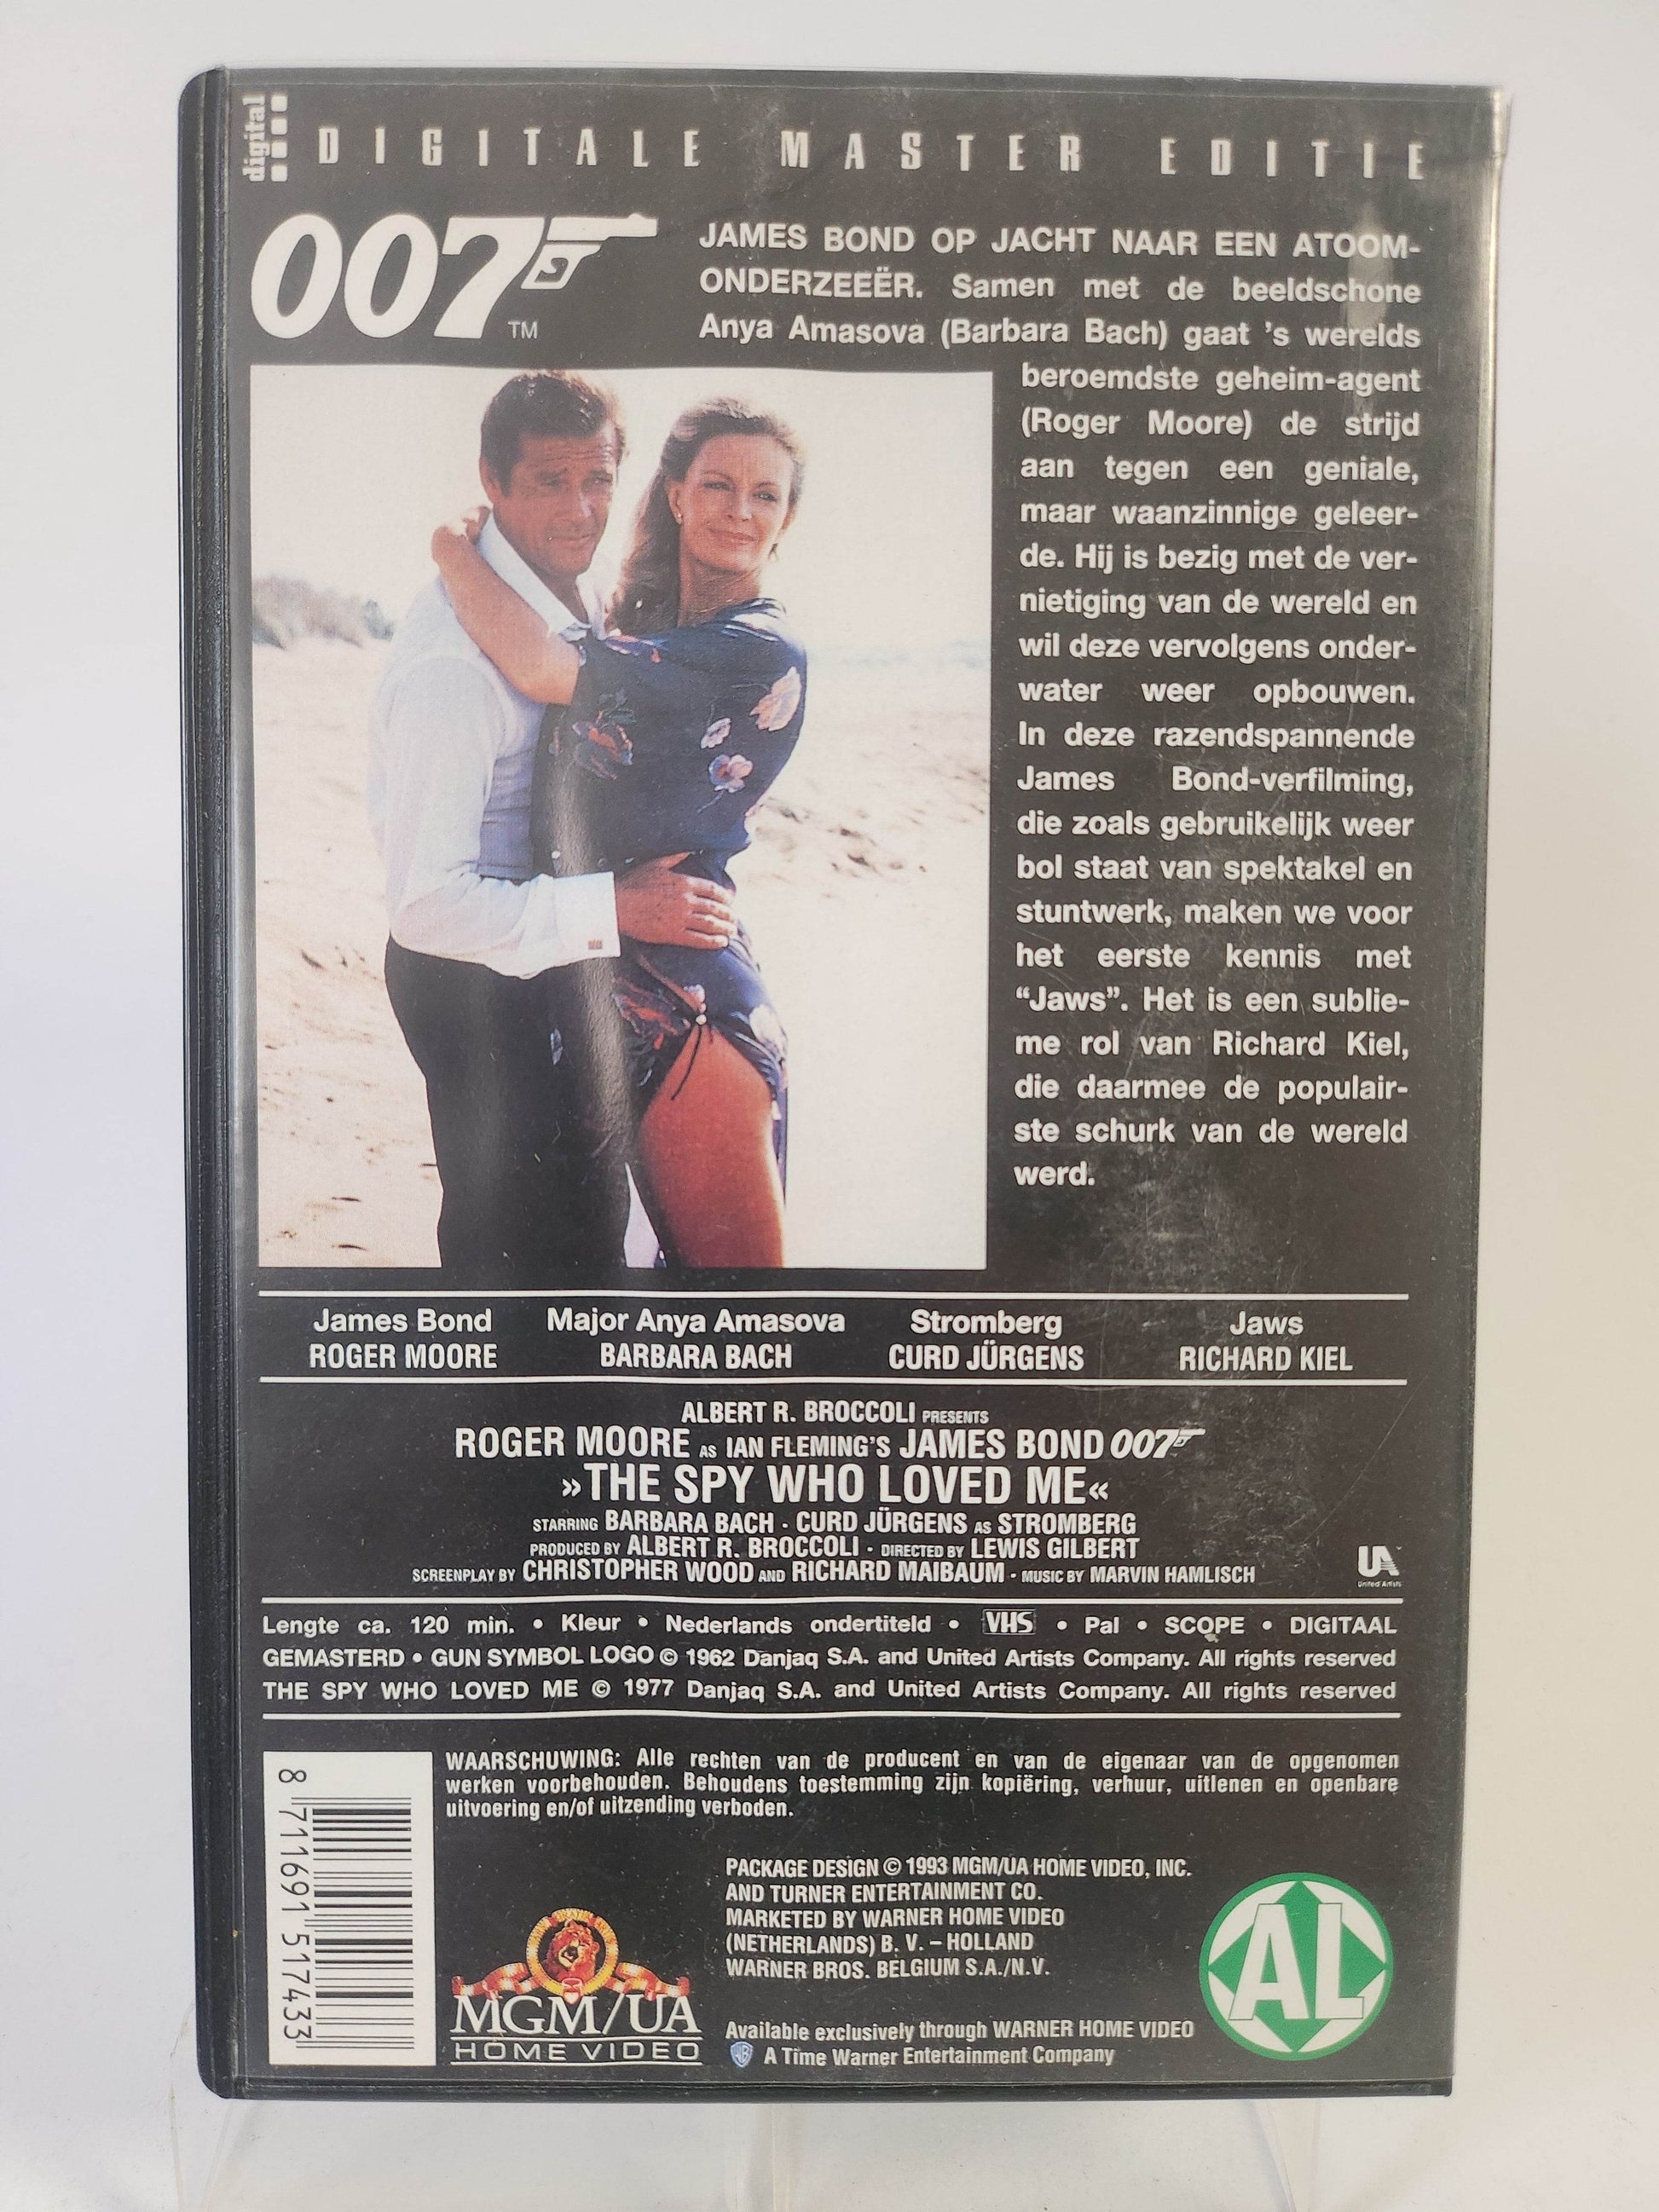 digital
DIGITALE MASTER EDITIE
007
TM
JAMES BOND OP JACHT NAAR EEN ATOOM-
ONDERZEEËR. Samen met de beeldschone
Anya Amasova (Barbara Bach) gaat 's werelds
beroemdste geheim-agent
(Roger Moore) de strijd
aan tegen een geniale,
maar waanzinnige geleer-
de. Hij is bezig met de ver-
nietiging van de wereld en
wil deze vervolgens onder-
water weer opbouwen.
In deze razendspannende
James Bond-verfilming,
die zoals gebruikelijk weer
bol staat van spektakel en
stuntwerk, maken we voor
het eerste kennis met
“Jaws”. Het is een sublie-
me rol van Richard Kiel,
die daarmee de populair-
ste schurk van de wereld
werd.
James Bond Major Anya Amasova Stromberg Jaws
ROGER MOORE BARBARA BACH CURD JÜRGENS RICHARD KIEL
ALBERT R. BROCCOLI PRESENTS
ROGER MOORE AS IAN FLEMING'S JAMES BOND 007
»THE SPY WHO LOVED ME«
STARRING BARBARA BACH · CURD JÜRGENS AS STROMBERG
PRODUCED BY ALBERT R. BROCCOLI · DIRECTED BY LEWIS GILBERT
SCREENPLAY BY CHRISTOPHER WOOD AND RICHARD MAIBAUM · MUSIC BY MARVIN HAMLISCH
UA
United Artists
Lengte ca. 120 min. • Kleur • Nederlands ondertiteld • VHS • Pal • SCOPE • DIGITAAL
GEMASTERD • GUN SYMBOL LOGO © 1962 Danjaq S.A. and United Artists Company. All rights reserved
THE SPY WHO LOVED ME © 1977 Danjaq S.A. and United Artists Company. All rights reserved
WAARSCHUWING: Alle rechten van de producent en van de eigenaar van de opgenomen
werken voorbehouden. Behoudens toestemming zijn kopiëring, verhuur, uitlenen en openbare
uitvoering en/of uitzending verboden.
8 711691 517433
PACKAGE DESIGN © 1993 MGM/UA HOME VIDEO, INC.
AND TURNER ENTERTAINMENT CO.
MARKETED BY WARNER HOME VIDEO
(NETHERLANDS) B. V. – HOLLAND
WARNER BROS. BELGIUM S.A./N.V.
MGM/UA
HOME VIDEO
Available exclusively through WARNER HOME VIDEO
WB A Time Warner Entertainment Company
AL